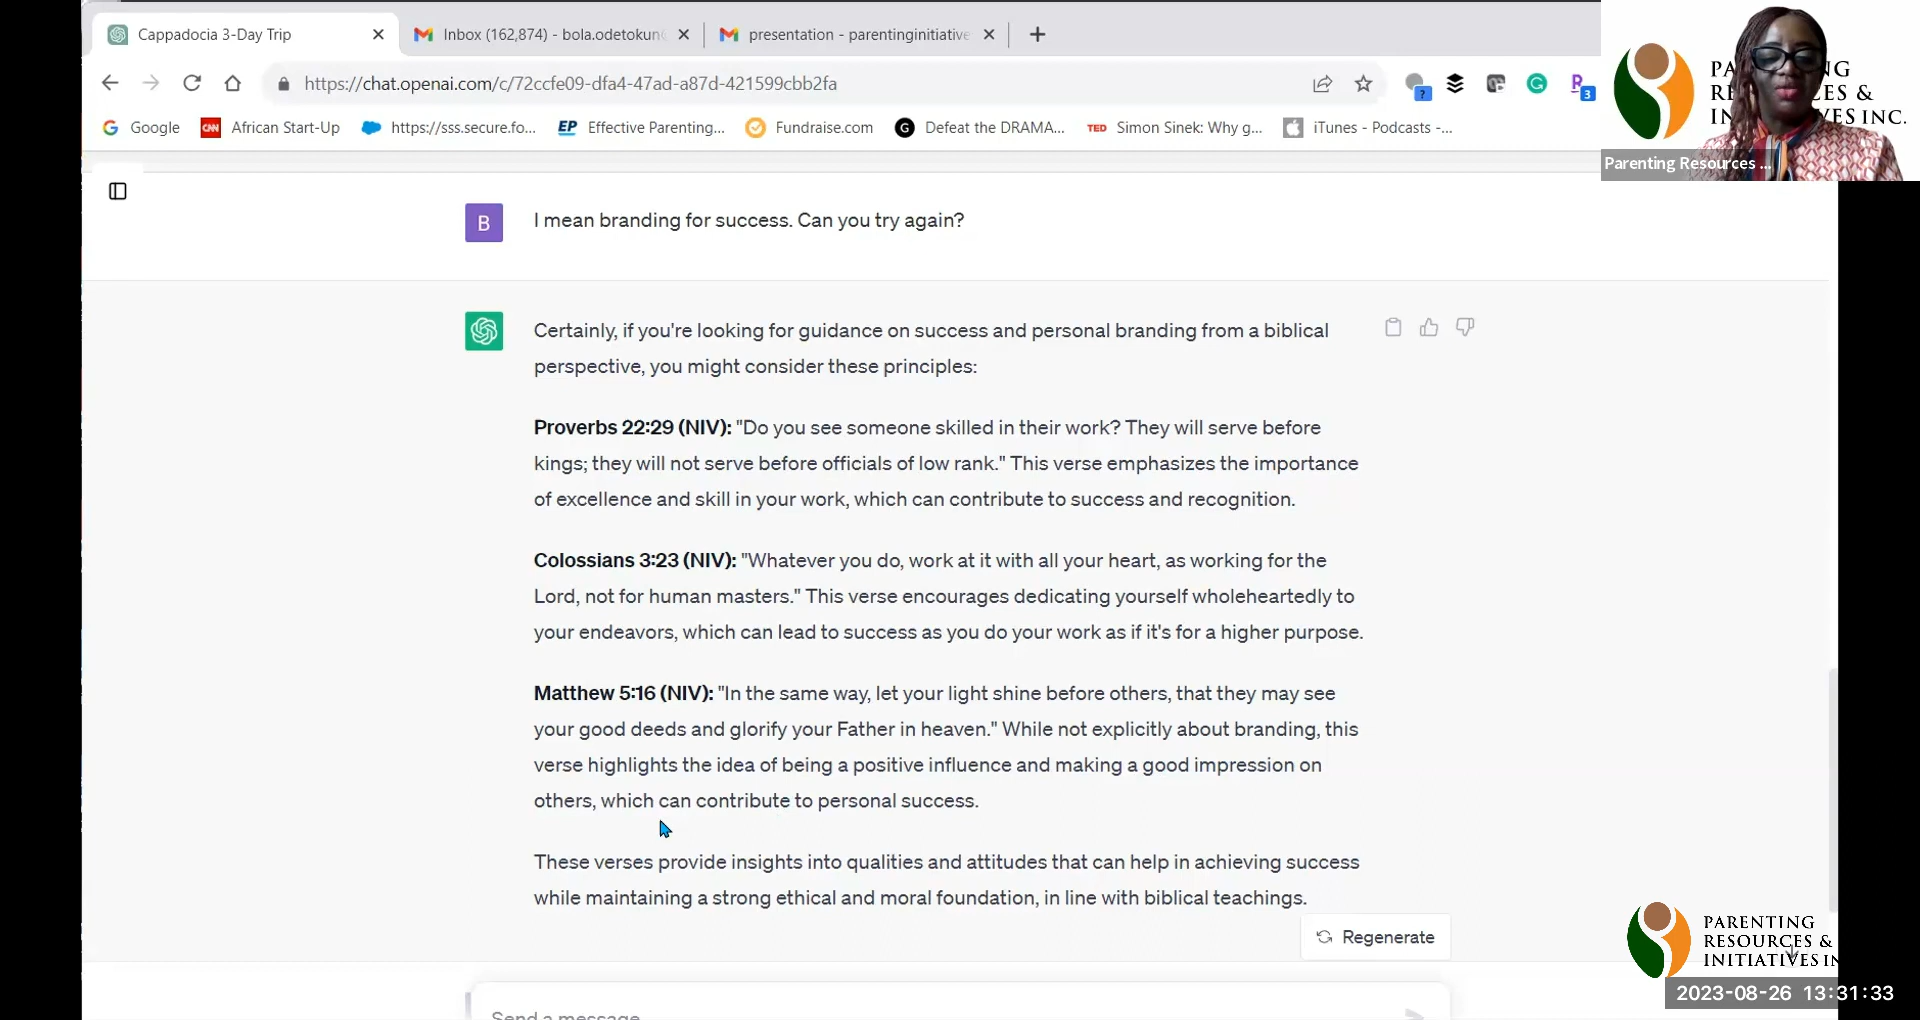 Cappadocia 3-Day Trip
Inbox (162,874) - bola.odetokun
presentation - parentinginitiative
https://chat.openai.com/c/72ccfe09-dfa4-47ad-a87d-421599cbb2fa
?
3
Google
CNN
African Start-Up
https://sss.secure.fo...
EP
Effective Parenting...
Fundraise.com
G
Defeat the DRAMA...
TED
Simon Sinek: Why g...
iTunes - Podcasts -...
NG
CES &
INC.
Parenting Resources ...
B
I mean branding for success. Can you try again?
Certainly, if you're looking for guidance on success and personal branding from a biblical
perspective, you might consider these principles:
Proverbs 22:29 (NIV): "Do you see someone skilled in their work? They will serve before
kings; they will not serve before officials of low rank." This verse emphasizes the importance
of excellence and skill in your work, which can contribute to success and recognition.
Colossians 3:23 (NIV): "Whatever you do, work at it with all your heart, as working for the
Lord, not for human masters." This verse encourages dedicating yourself wholeheartedly to
your endeavors, which can lead to success as you do your work as if it's for a higher purpose.
Matthew 5:16 (NIV): "In the same way, let your light shine before others, that they may see
your good deeds and glorify your Father in heaven." While not explicitly about branding, this
verse highlights the idea of being a positive influence and making a good impression on
others, which can contribute to personal success.
These verses provide insights into qualities and attitudes that can help in achieving success
while maintaining a strong ethical and moral foundation, in line with biblical teachings.
Regenerate
Send a message
PARENTING
RESOURCES &
INITIATIVES IN
2023-08-26 13:31:33